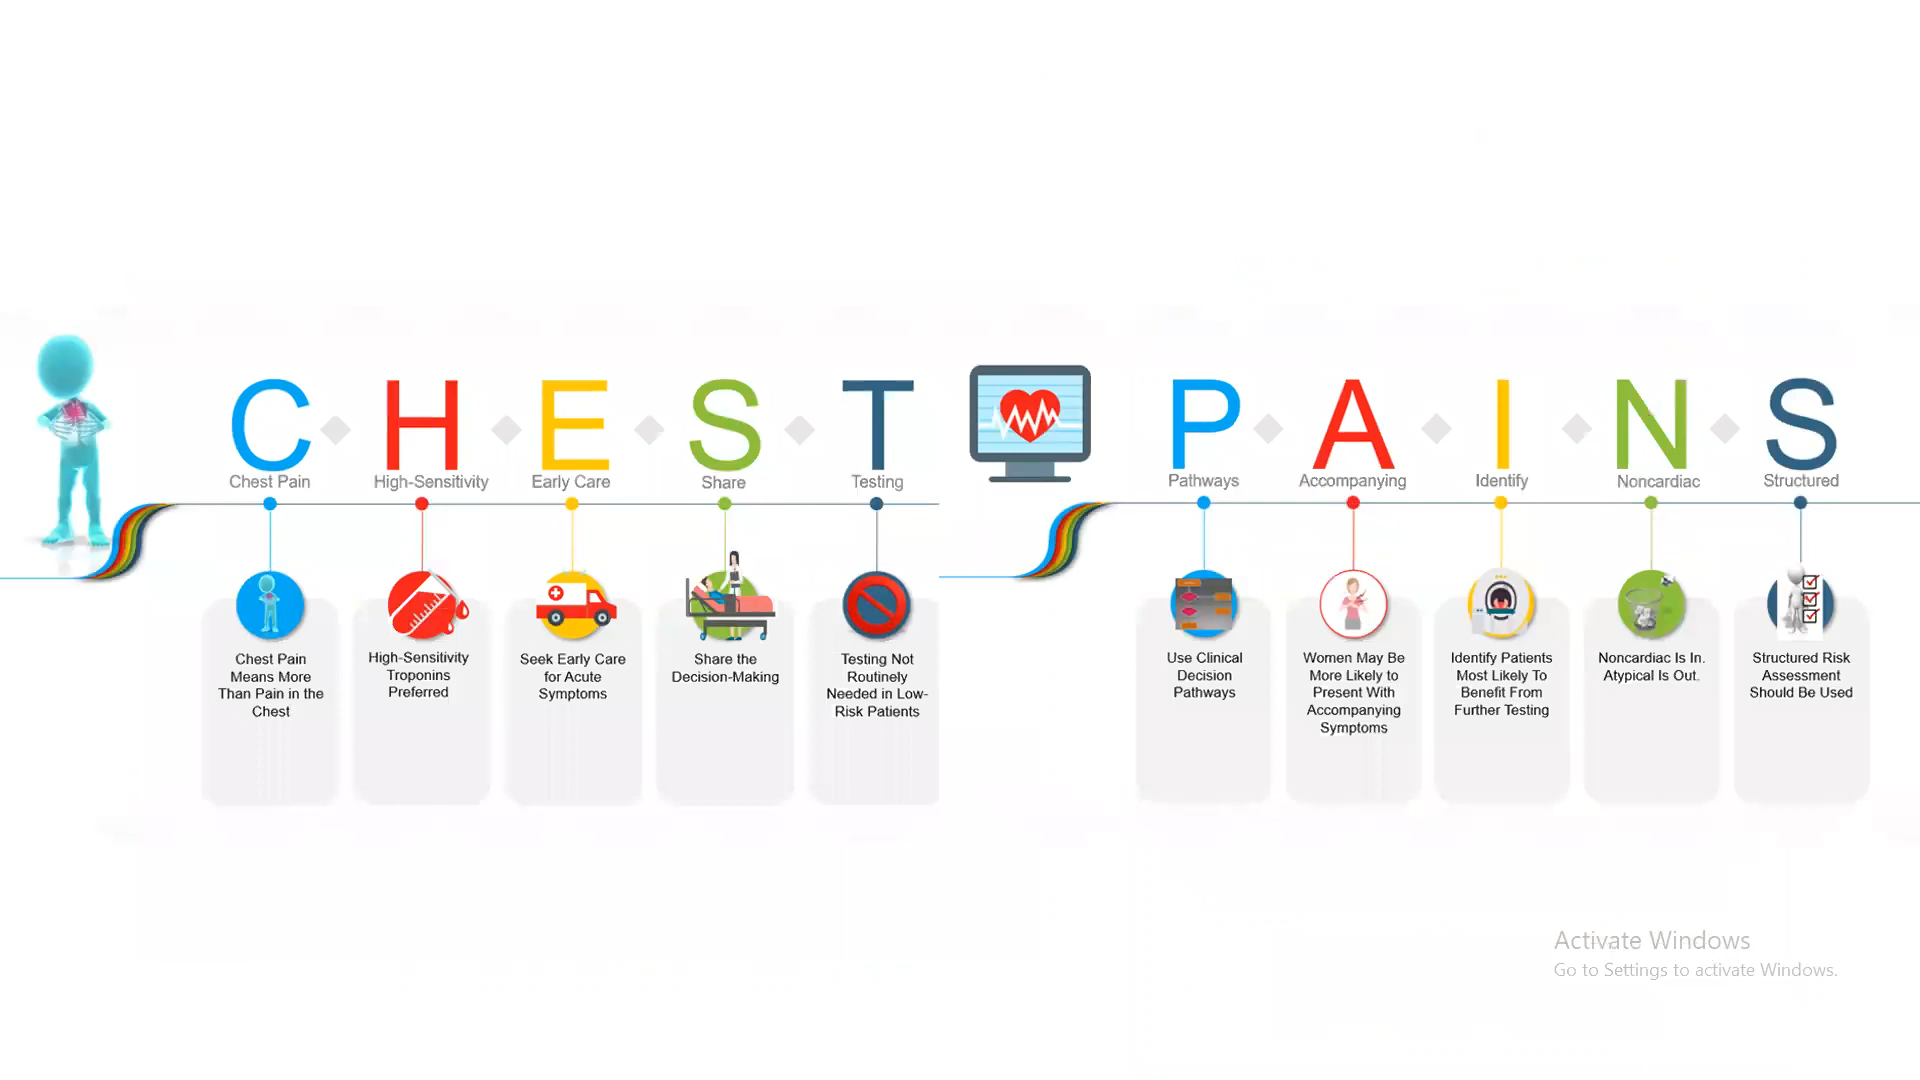 C H E S T
Chest Pain
High-Sensitivity
Early Care
Share
Testing
Chest Pain
Means More
Than Pain in the
Chest
High-Sensitivity
Troponins
Preferred
Seek Early Care
for Acute
Symptoms
Share the
Decision-Making
Testing Not
Routinely
Needed in Low-
Risk Patients
P A I N S
Pathways
Accompanying
Identify
Noncardiac
Structured
Use Clinical
Decision
Pathways
Women May Be
More Likely to
Present With
Accompanying
Symptoms
Identify Patients
Most Likely To
Benefit From
Further Testing
Noncardiac Is In.
Atypical Is Out.
Structured Risk
Assessment
Should Be Used
Activate Windows
Go to Settings to activate Windows.